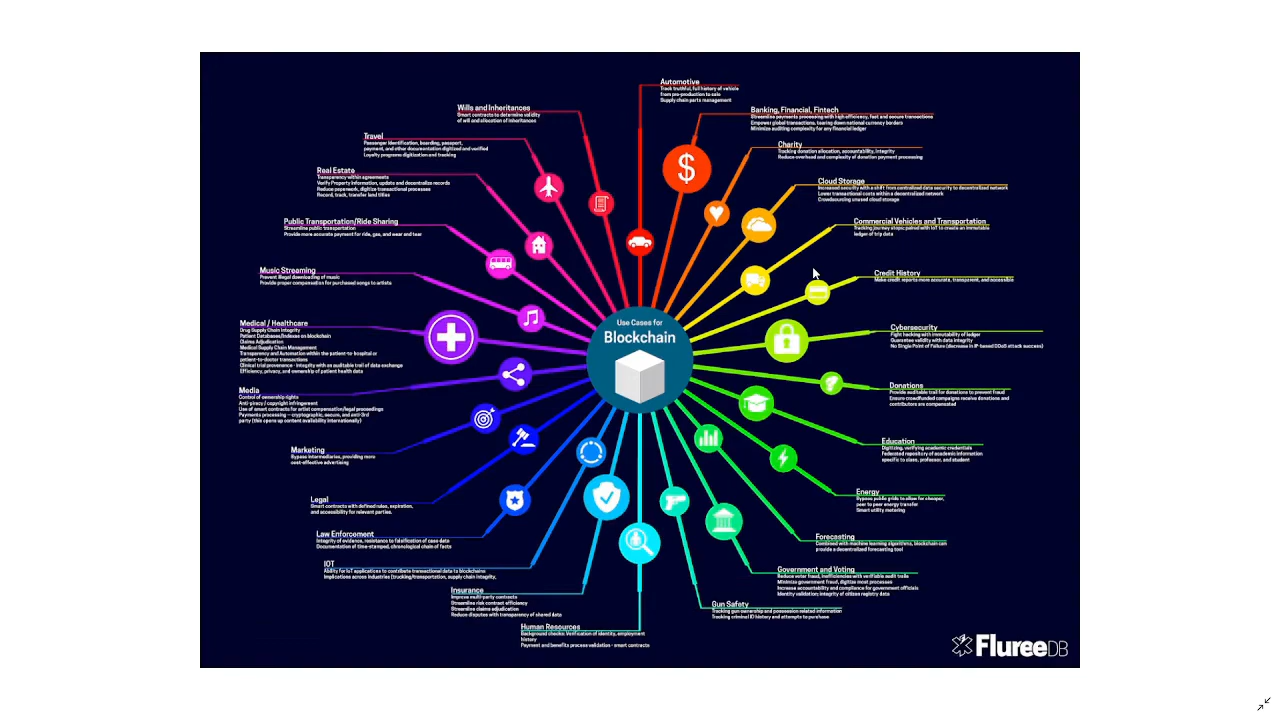 Use Cases for
Blockchain
Automotive
Track truthful, full history of vehicle
from pre-production to sale
Supply chain parts management
Banking, Financial, Fintech
Streamline payments processing with high efficiency, fast and secure transactions
Empower global transactions, tearing down national currency borders
Minimize auditing complexity for any financial ledger
Charity
Tracking donation allocation, accountability, integrity
Reduce overhead and complexity of donation payment processing
Cloud Storage
Increased security with a shift from centralized data security to decentralized network
Lower transactional costs within a decentralized network
Crowdsourcing unused cloud storage
Commercial Vehicles and Transportation
Tracking journey stops; paired with IoT to create an immutable
ledger of trip data
Credit History
Make credit reports more accurate, transparent, and accessible
Cybersecurity
Fight hacking with immutability of ledger
Guarantee validity with data integrity
No Single Point of Failure (decrease in IP-based DDoS attack success)
Donations
Provide auditable trail for donations to prevent fraud
Ensure crowdfunded campaigns receive donations and
contributors are compensated
Education
Digitizing, verifying academic credentials
Federated repository of academic information
specific to class, professor, and student
Energy
Bypass public grids to allow for cheaper,
peer to peer energy transfer
Smart utility metering
Forecasting
Combined with machine learning algorithms, blockchain can
provide a decentralized forecasting tool
Government and Voting
Reduce voter fraud, inefficiencies with verifiable audit trails
Minimize government fraud, digitize most processes
Increase accountability and compliance for government officials
Identity validation; integrity of citizen registry data
Gun Safety
Tracking gun ownership and possession related information
Tracking criminal ID history and attempts to purchase
Human Resources
Background checks: Verification of identity, employment
history
Payment and benefits process validation - smart contracts
Insurance
Improve multi-party contracts
Streamline risk contract efficiency
Streamline claims adjudication
Reduce disputes with transparency of shared data
IOT
Ability for IoT applications to contribute transactional data to blockchains
Implications across industries (trucking/transportation, supply chain integrity,
Law Enforcement
Integrity of evidence, resistance to falsification of case data
Documentation of time-stamped, chronological chain of facts
Legal
Smart contracts with defined rules, expiration,
and accessibility for relevant parties.
Marketing
Bypass intermediaries, providing more
cost-effective advertising
Media
Control of ownership rights
Anti-piracy / copyright infringement
Use of smart contracts for artist compensation/legal proceedings
Payments processing – cryptographic, secure, and anti-3rd
party (this opens up content availability internationally)
Medical / Healthcare
Drug Supply Chain Integrity
Patient Databases/Indexes on blockchain
Claims Adjudication
Medical Supply Chain Management
Transparency and Automation within the patient-to hospital or
patient-to-doctor transactions
Clinical trial provenance - integrity with an auditable trail of data exchange
Efficiency, privacy, and ownership of patient health data
Music Streaming
Prevent illegal downloading of music
Provide proper compensation for purchased songs to artists
Public Transportation/Ride Sharing
Streamline public transportation
Provide more accurate payment for ride, gas, and wear and tear
Real Estate
Transparency within agreements
Verify Property Information, update and decentralize records
Reduce paperwork, digitize transactional processes
Record, track, transfer land titles
Travel
Passenger identification, boarding, passport,
payment, and other documentation digitized and verified
Loyalty programs digitization and tracking
Wills and Inheritances
Smart contracts to determine validity
of will and allocation of inheritances
FlureeDB